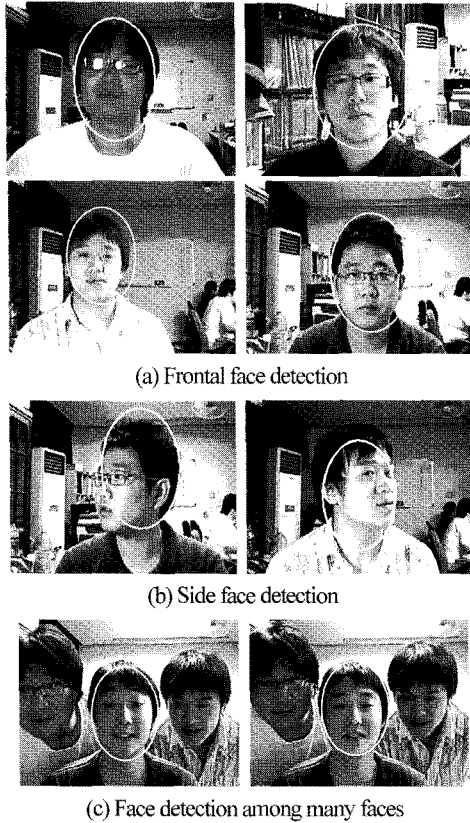 (a) Frontal face detection
(b) Side face detection
(c) Face detection among many faces